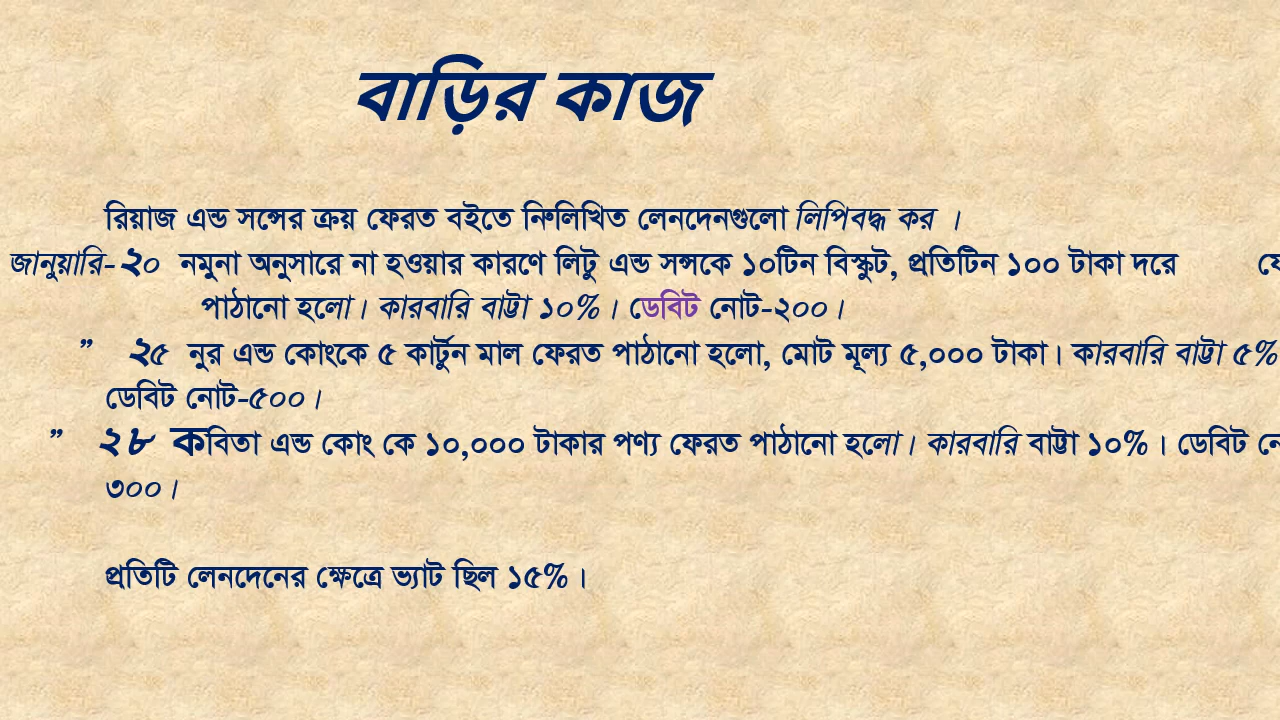 বাড়ির কাজ
রিয়াজ এন্ড সন্সের ক্রয় ফেরত বইতে নিম্নলিখিত লেনদেনগুলো লিপিবদ্ধ কর ।
জানুয়ারি-২০ নমুনা অনুসারে না হওয়ার কারণে লিটু এন্ড সন্সকে ১০টিন বিস্কুট, প্রতিটিন ১০০ টাকা দরে
পাঠানো হলো। কারবারি বাট্টা ১০%। ডেবিট নোট-২০০।
” ২৫ নুর এন্ড কোংকে ৫ কার্টুন মাল ফেরত পাঠানো হলো, মোট মূল্য ৫,০০০ টাকা। কারবারি বাট্টা ৫%
ডেবিট নোট-৫০০।
” ২৮ কবিতা এন্ড কোং কে ১০,০০০ টাকার পণ্য ফেরত পাঠানো হলো। কারবারি বাট্টা ১০%। ডেবিট
৩০০।
প্রতিটি লেনদেনের ক্ষেত্রে ভ্যাট ছিল ১৫%।